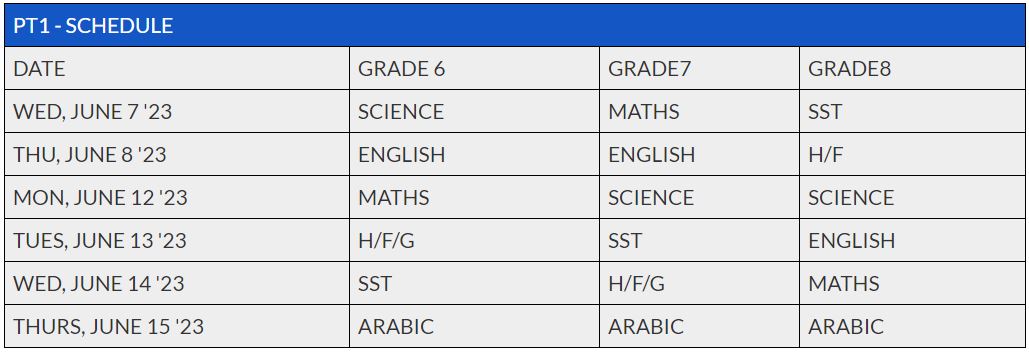 PT1 - SCHEDULE
DATE GRADE 6 GRADE7 GRADE8
WED, JUNE 7 '23 SCIENCE MATHS SST
THU, JUNE 8 '23 ENGLISH ENGLISH H/F
MON, JUNE 12 '23 MATHS SCIENCE SCIENCE
TUES, JUNE 13 '23 H/F/G SST ENGLISH
WED, JUNE 14 '23 SST H/F/G MATHS
THURS, JUNE 15 '23 ARABIC ARABIC ARABIC